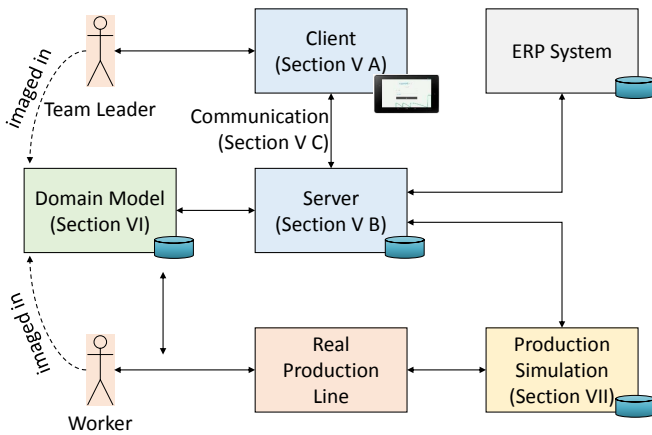 Client
(Section V A)
ERP System
Team Leader
imaged in
Communication
(Section V C)
Domain Model
(Section VI)
Server
(Section V B)
imaged in
Real
Production
Line
Production
Simulation
(Section VII)
Worker